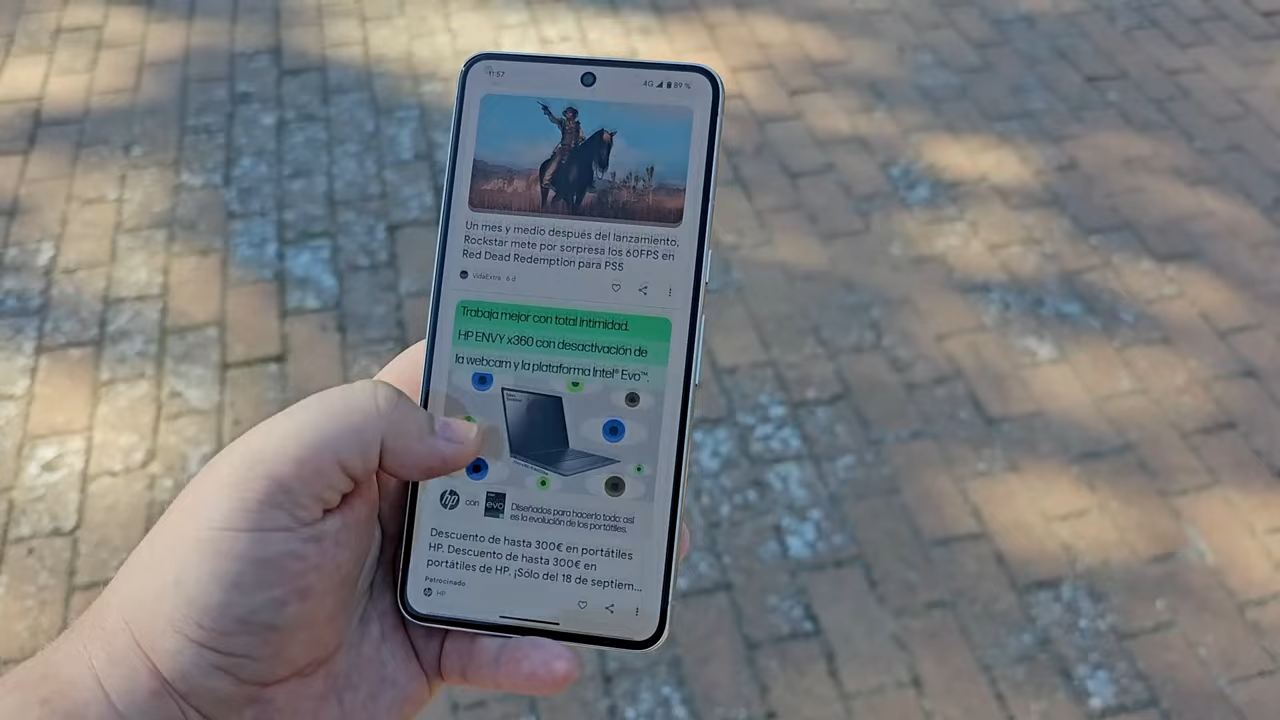 11:57
4G 89 %
Un mes y medio después del lanzamiento,
Rockstar mete por sorpresa los 60FPS en
Red Dead Redemption para PS5
VidaExtra · 6 d
Trabaja mejor con total intimidad.
HP ENVY x360 con desactivación de
la webcam y la plataforma Intel® Evo™.
hp con evo Diseñados para hacerlo todo: así
es la evolución de los portátiles.
Descuento de hasta 300€ en portátiles
HP. Descuento de hasta 300€ en
portátiles de HP. ¡Sólo del 18 de septiem...
Patrocinado
HP